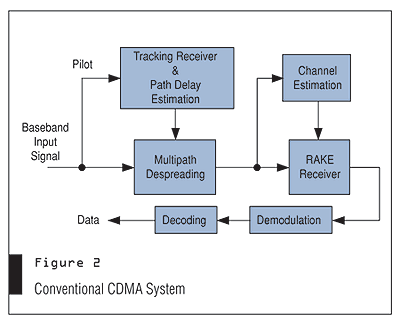 Pilot
Tracking Receiver
&
Path Delay
Estimation
Channel
Estimation
Baseband
Input
Signal
Multipath
Despreading
RAKE
Receiver
Data
Decoding
Demodulation
Figure 2
Conventional CDMA System